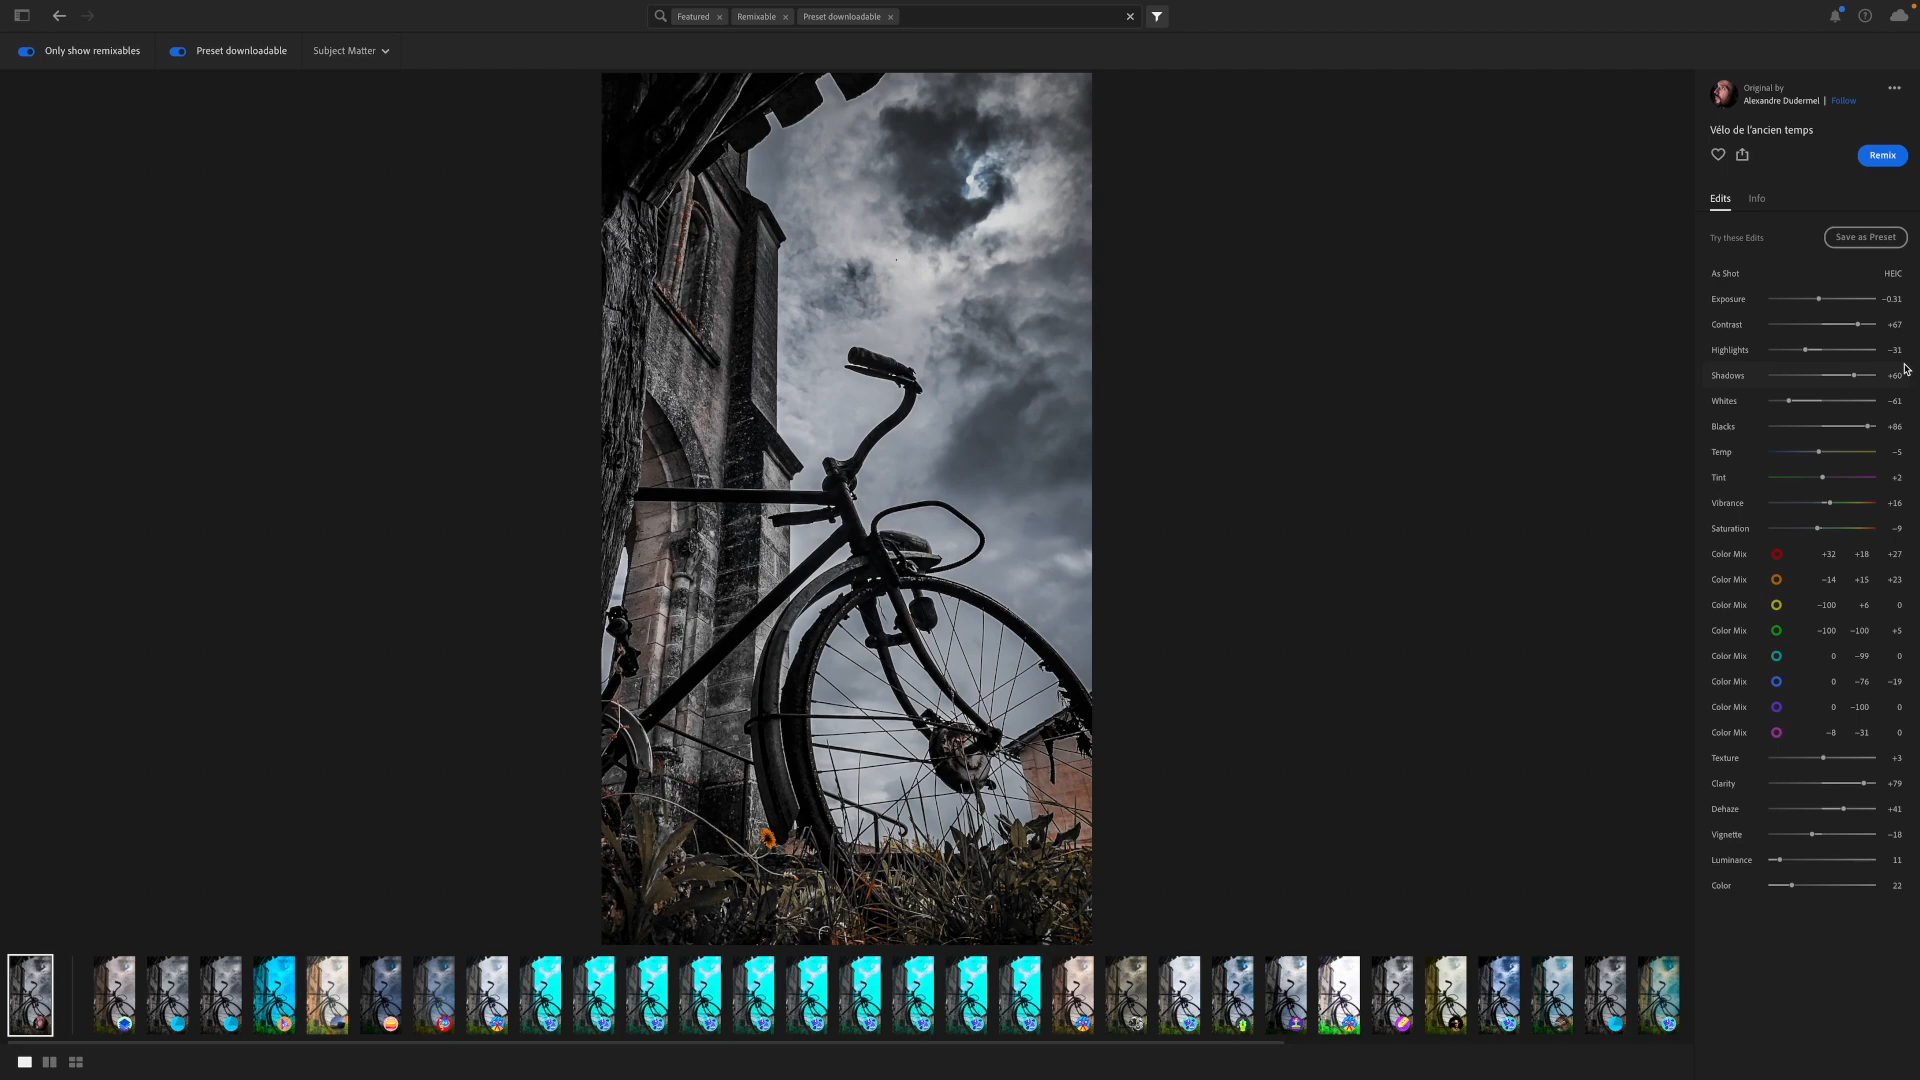 Featured × Remixable × Preset downloadable ×
Only show remixables Preset downloadable Subject Matter
Original by
Alexandre Dudermel | Follow
Vélo de l'ancien temps
Remix
Edits Info
Try these Edits Save as Preset
As Shot HEIC
Exposure −0.31
Contrast +67
Highlights −31
Shadows +60
Whites −61
Blacks +86
Temp −5
Tint +2
Vibrance +16
Saturation −9
Color Mix +32 +18 +27
Color Mix −14 +15 +23
Color Mix −100 +6 0
Color Mix −100 −100 +5
Color Mix 0 −99 0
Color Mix 0 −76 −19
Color Mix 0 −100 0
Color Mix −8 −31 0
Texture +3
Clarity +79
Dehaze +41
Vignette −18
Luminance 11
Color 22